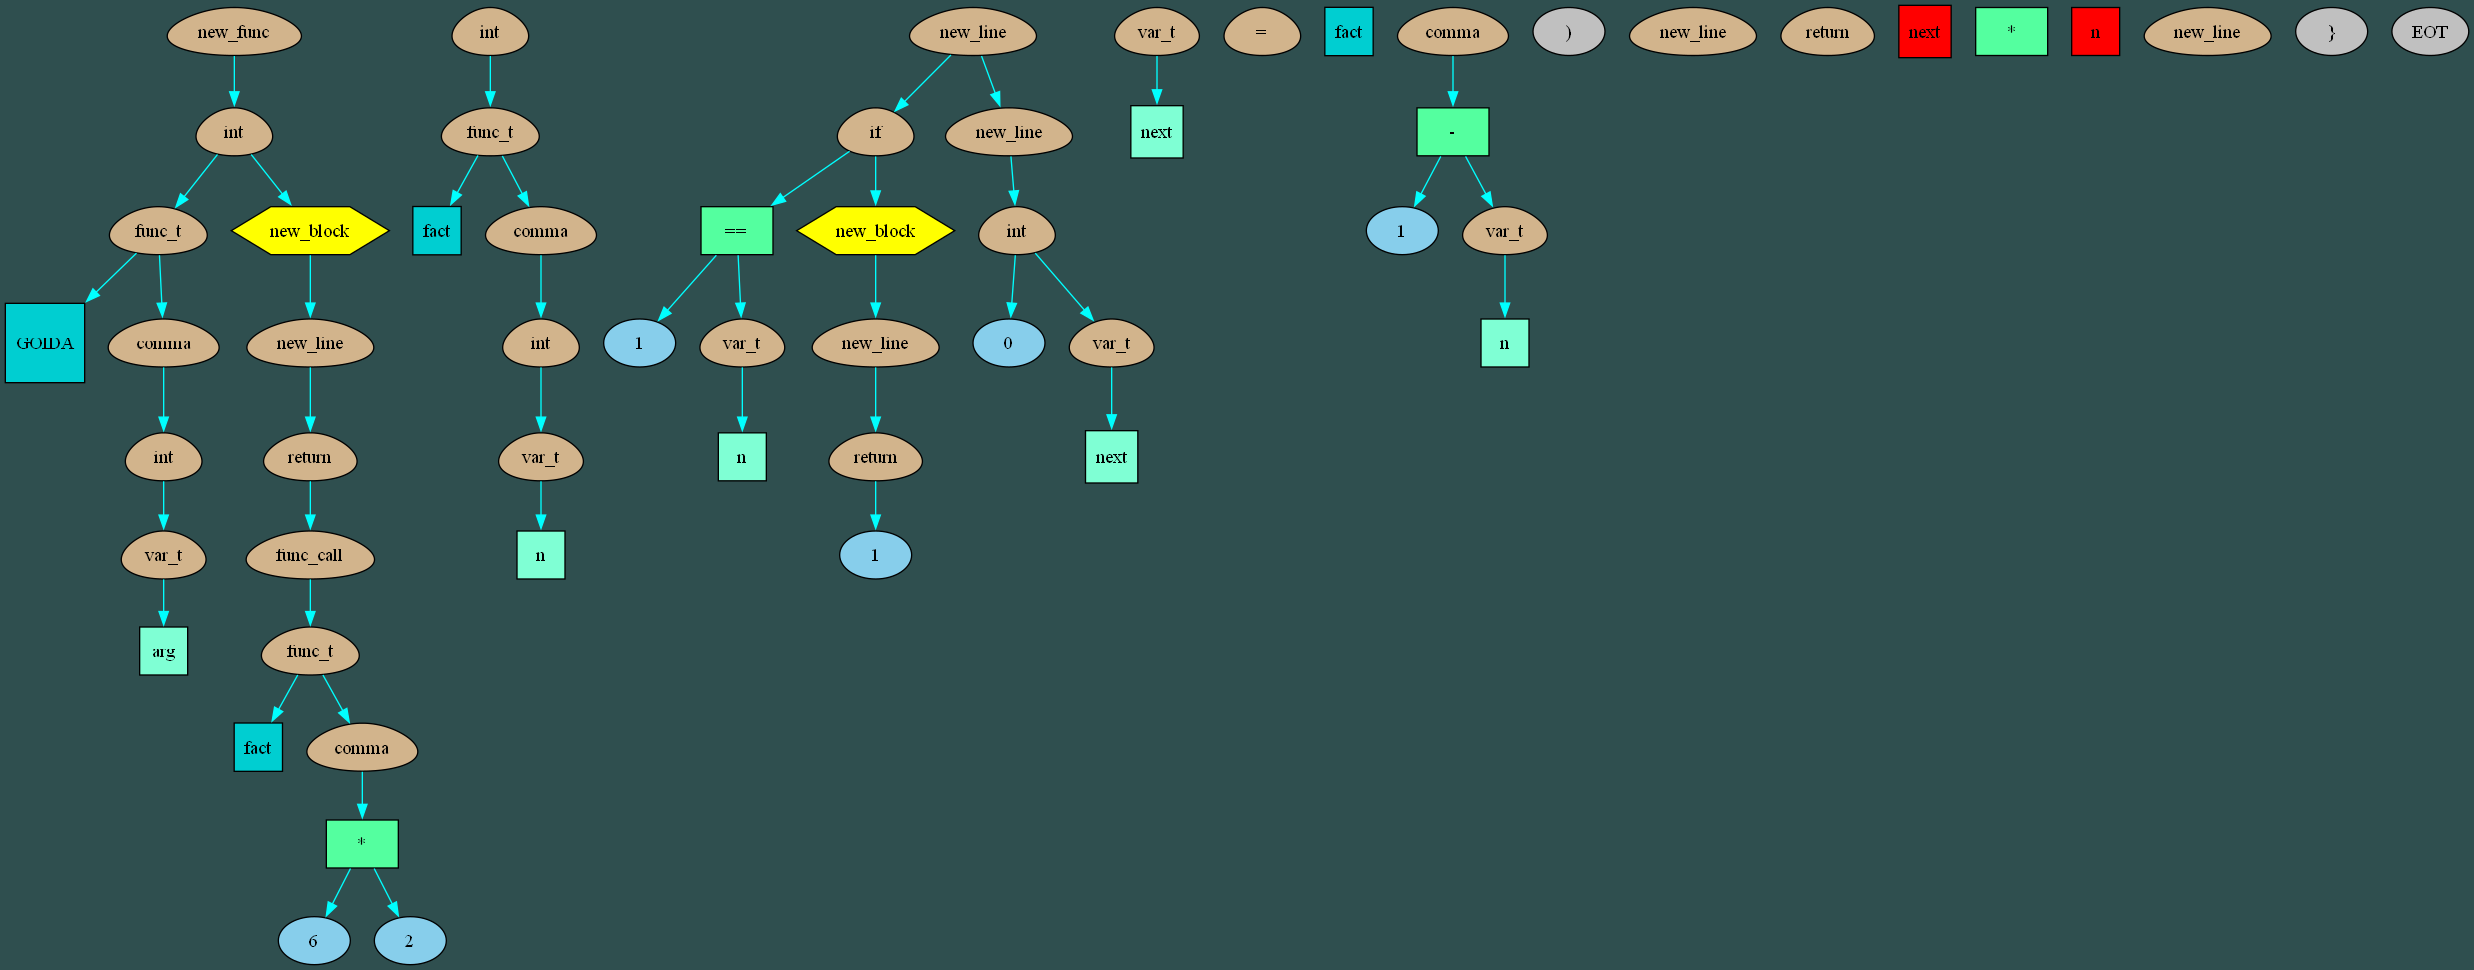 new_func int new_line var_t = fact comma ) new_line return next * n new_line } EOT
int func_t if new_line next -
func_t new_block fact comma == new_block int 1 var_t
GOIDA comma new_line int 1 var_t new_line 0 var_t n
int return var_t n return next
var_t func_call n 1
arg func_t
fact comma
*
6 2